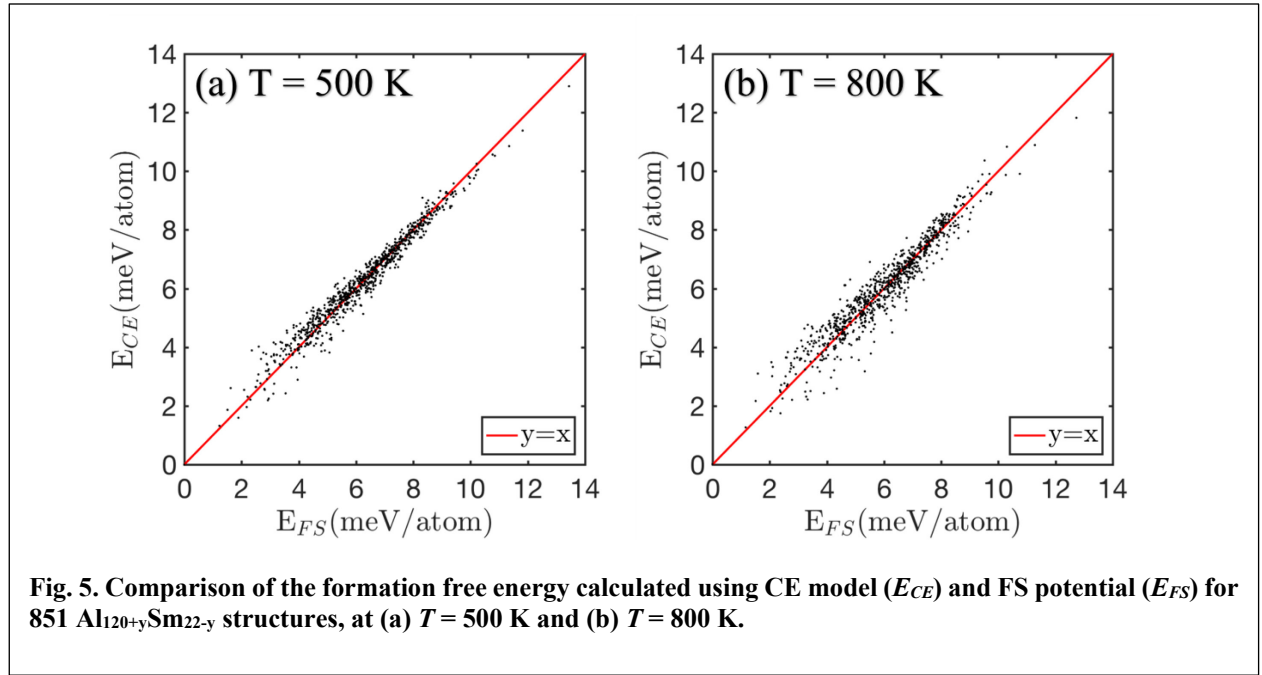 (a) T = 500 K
14
12
10
8
6
4
2
0
E_CE(meV/atom)
y=x
0 2 4 6 8 10 12 14
E_FS(meV/atom)
(b) T = 800 K
14
12
10
8
6
4
2
0
E_CE(meV/atom)
y=x
0 2 4 6 8 10 12 14
E_FS(meV/atom)
Fig. 5. Comparison of the formation free energy calculated using CE model (E_CE) and FS potential (E_FS) for
851 Al₁₂₀₊ySm₂₂₋y structures, at (a) T = 500 K and (b) T = 800 K.